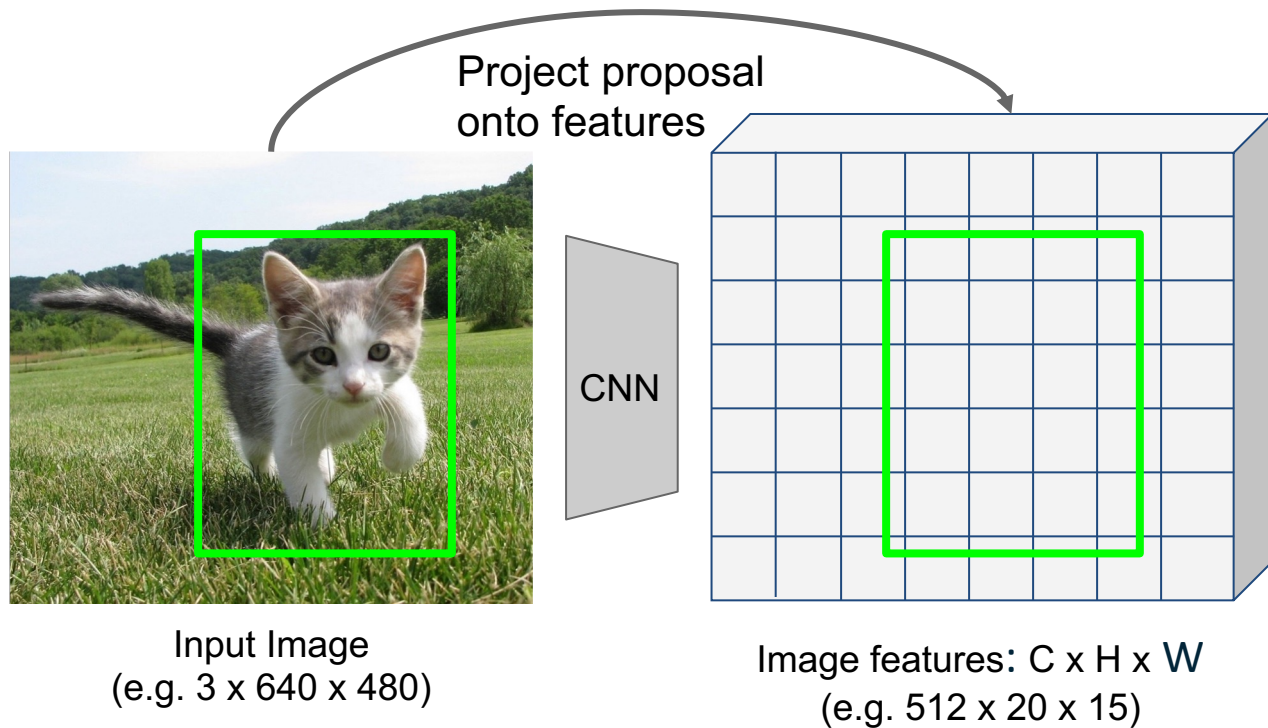 Project proposal
onto features
CNN
Input Image
(e.g. 3 x 640 x 480)
Image features: C x H x W
(e.g. 512 x 20 x 15)